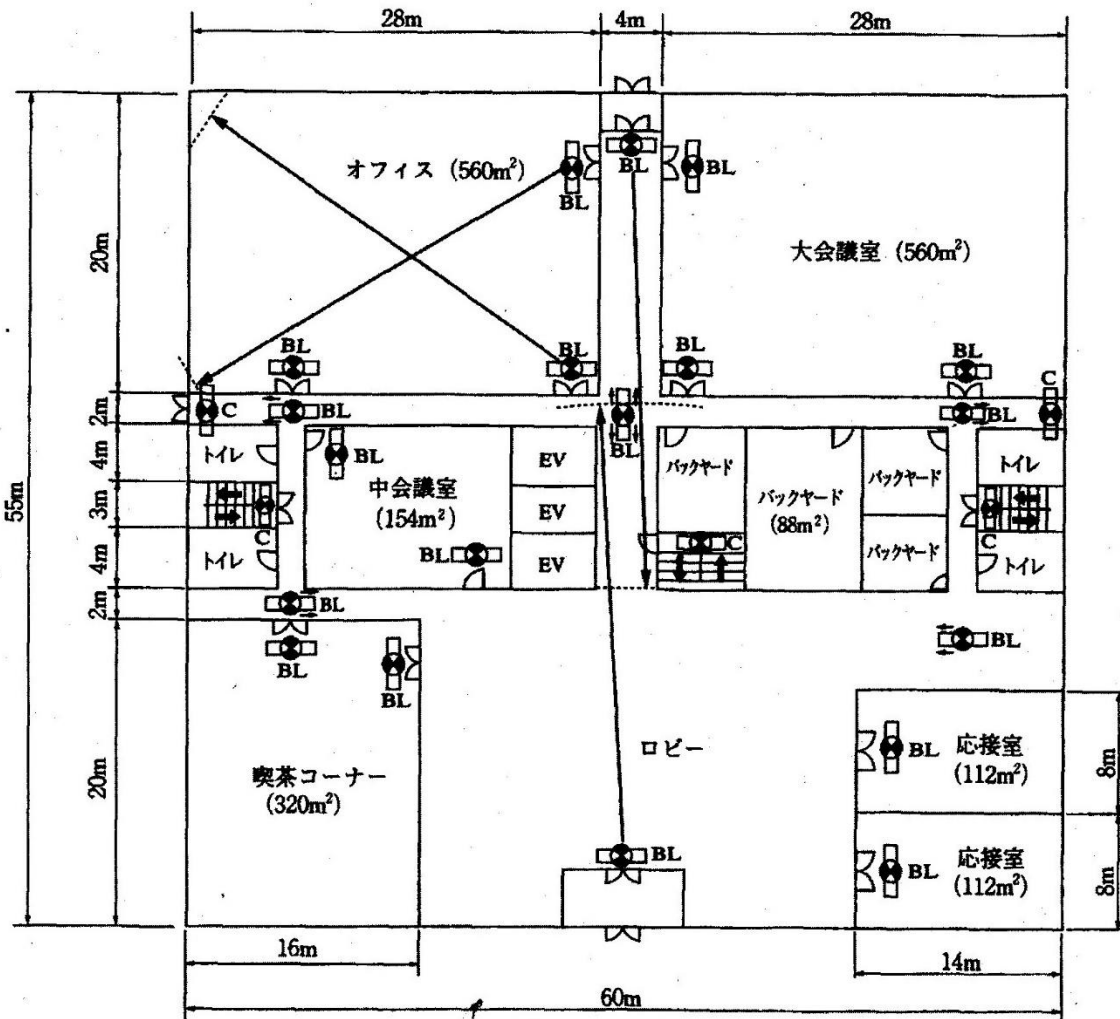 28m 4m 28m
BL
オフィス (560m²)
BL
BL
大会議室 (560m²)
20m
BL
BL
BL
BL
C
C
BL
BL
2m
BL
BL
4m
トイレ
中会議室
(154m²)
EV
バックヤード
バックヤード
(88m²)
バックヤード
トイレ
55m
3m
C
EV
C
C
4m
トイレ
BL
EV
バックヤード
トイレ
2m
BL
BL
BL
BL
20m
喫茶コーナー
(320m²)
ロビー
BL
応接室
(112m²)
8m
BL
BL
応接室
(112m²)
8m
16m
14m
60m